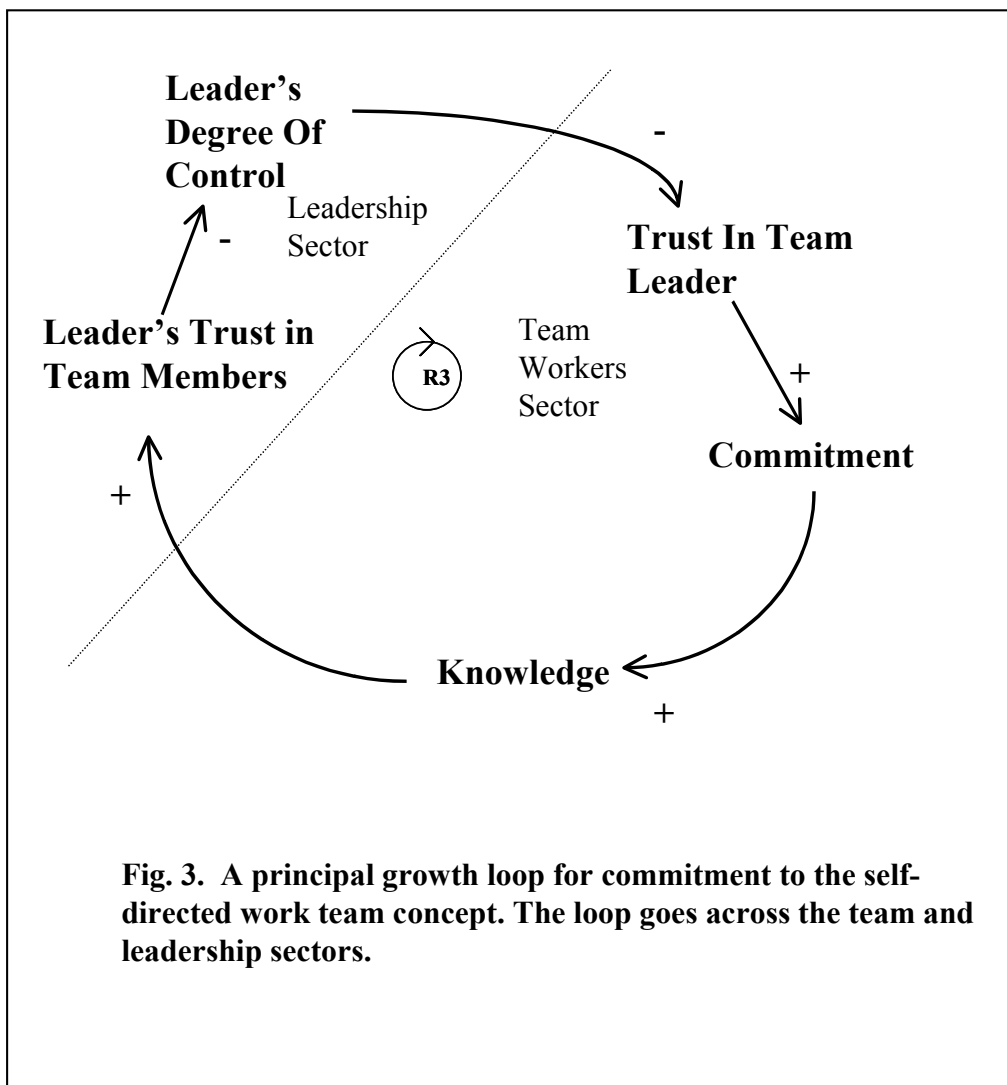 Leader’s
Degree Of
Control
-
Leadership
Sector
-
Trust In Team
Leader
Leader’s Trust in
Team Members
R3
Team
Workers
Sector
+
Commitment
+
Knowledge
+
Fig. 3.  A principal growth loop for commitment to the self-
directed work team concept. The loop goes across the team and
leadership sectors.